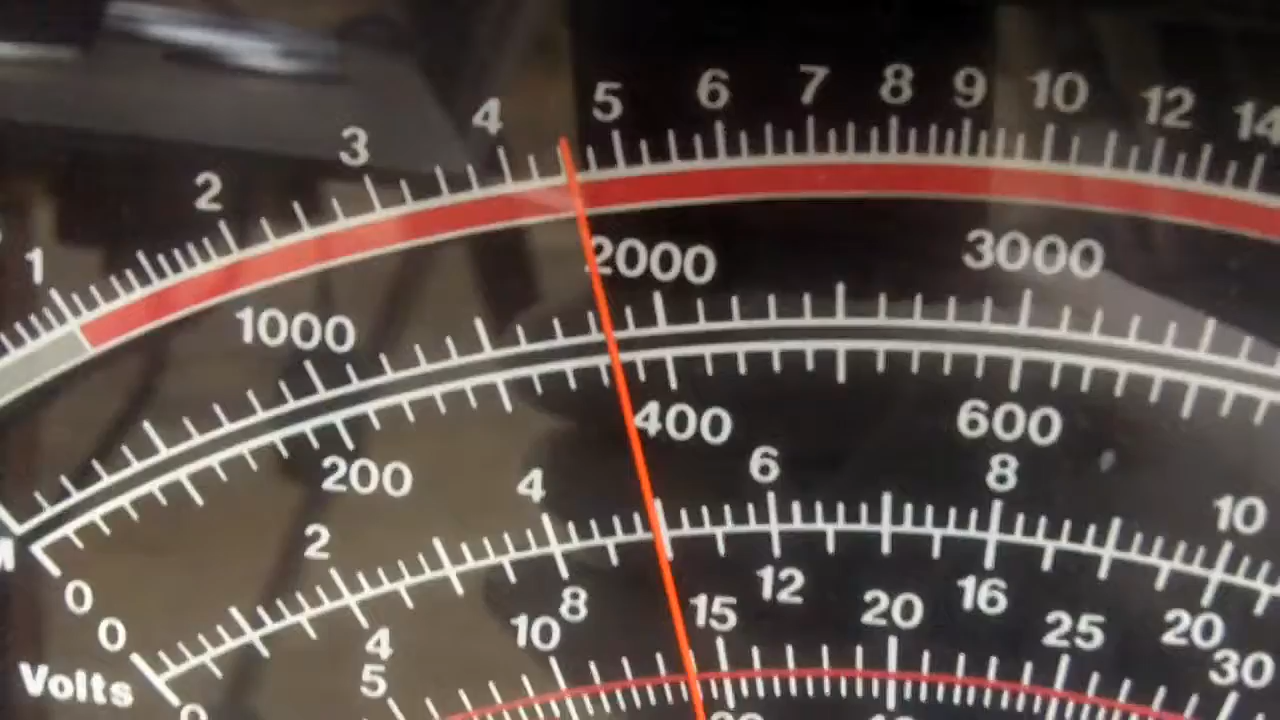 1 2 3 4 5 6 7 8 9 10 12 14
1000 2000 3000
0 200 400 600
0 2 4 6 8 10
4 8 12 16 20
Volts 0 5 10 15 20 25 30